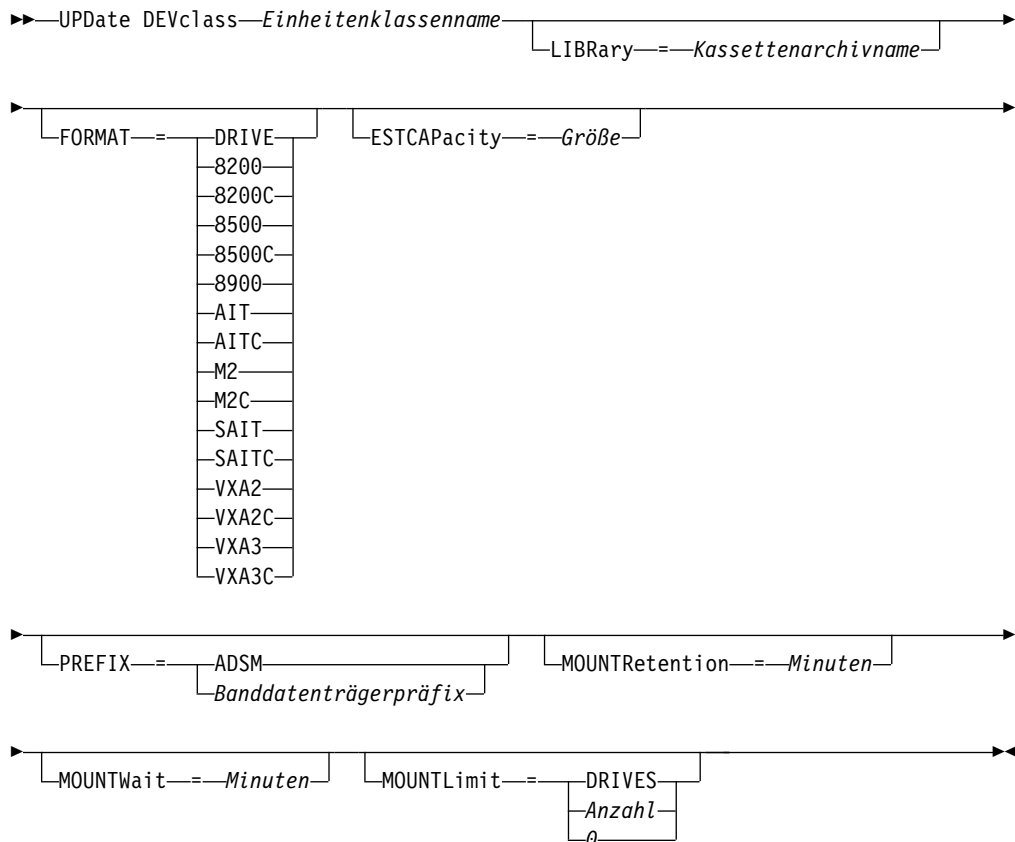 UPDate DEVclass Einheitenklassenname
LIBRary = Kassettenarchivname
FORMAT = DRIVE
8200
8200C
8500
8500C
8900
AIT
AITC
M2
M2C
SAIT
SAITC
VXA2
VXA2C
VXA3
VXA3C
ESTCAPacity = Größe
PREFIX = ADSM
Banddatenträgerpräfix
MOUNTRetention = Minuten
MOUNTWait = Minuten
MOUNTLimit = DRIVES
Anzahl
0